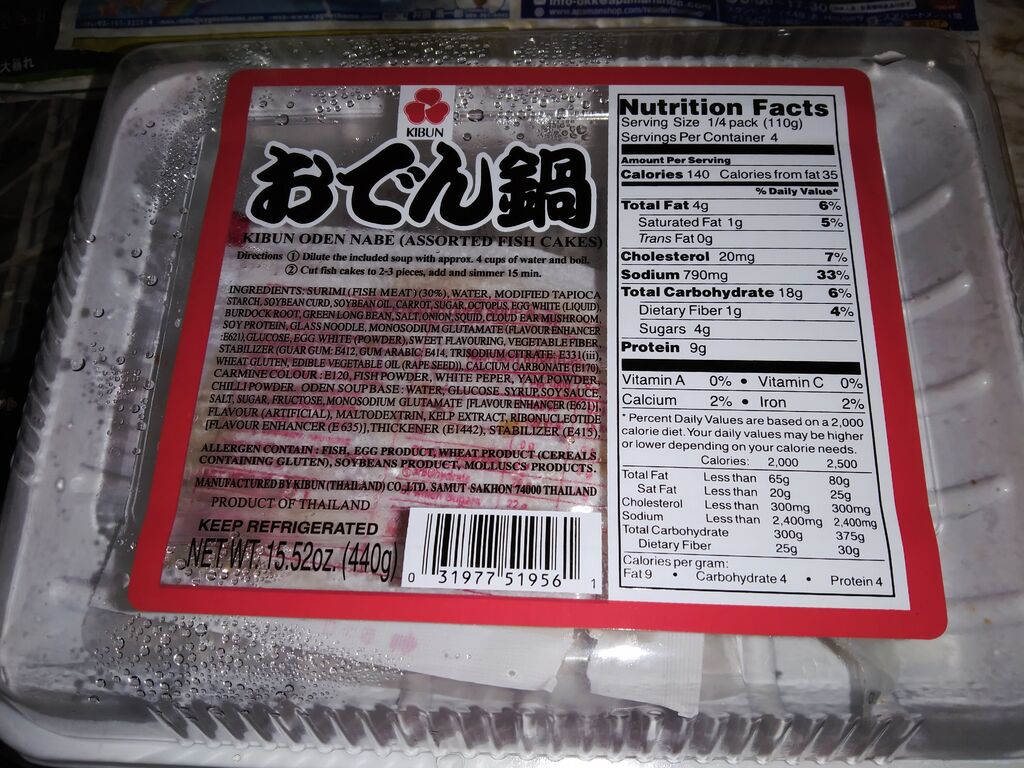 大暴れ
www.apamanshop.com
KIBUN
おでん鍋
KIBUN ODEN NABE (ASSORTED FISH CAKES)
Directions ① Dilute the included soup with approx. 4 cups of water and boil.
② Cut fish cakes to 2-3 pieces, add and simmer 15 min.
INGREDIENTS: SURIMI (FISH MEAT) (30%), WATER, MODIFIED TAPIOCA
STARCH, SOYBEAN CURD, SOYBEAN OIL, CARROT, SUGAR, OCTOPUS, EGG WHITE (LIQUID),
BURDOCK ROOT, GREEN LONG BEAN, SALT, ONION, SQUID, CLOUD EAR MUSHROOM,
SOY PROTEIN, GLASS NOODLE, MONOSODIUM GLUTAMATE (FLAVOUR ENHANCER
:E621), GLUCOSE, EGG WHITE (POWDER), SWEET FLAVOURING, VEGETABLE FIBER,
STABILIZER (GUAR GUM: E412, GUM ARABIC: E414, TRISODIUM CITRATE: E331(iii),
WHEAT GLUTEN, EDIBLE VEGETABLE OIL (RAPE SEED), CALCIUM CARBONATE (E170),
CARMINE COLOUR : E120, FISH POWDER, WHITE PEPER, YAM POWDER,
CHILLI POWDER. ODEN SOUP BASE: WATER, GLUCOSE SYRUP, SOY SAUCE,
SALT, SUGAR, FRUCTOSE, MONOSODIUM GLUTAMATE [FLAVOUR ENHANCER (E621)],
FLAVOUR (ARTIFICIAL), MALTODEXTRIN, KELP EXTRACT, RIBONUCLEOTIDE
[FLAVOUR ENHANCER (E 635)], THICKENER (E1442), STABILIZER (E415),
ALLERGEN CONTAIN : FISH, EGG PRODUCT, WHEAT PRODUCT (CEREALS
CONTAINING GLUTEN), SOYBEANS PRODUCT, MOLLUSCS PRODUCTS.
MANUFACTURED BY KIBUN (THAILAND) CO., LTD. SAMUT SAKHON 74000 THAILAND
PRODUCT OF THAILAND
KEEP REFRIGERATED
NET WT. 15.52oz. (440g)
0 31977 51956 1
Nutrition Facts
Serving Size 1/4 pack (110g)
Servings Per Container 4
Amount Per Serving
Calories 140 Calories from fat 35
% Daily Value*
Total Fat 4g 6%
Saturated Fat 1g 5%
Trans Fat 0g
Cholesterol 20mg 7%
Sodium 790mg 33%
Total Carbohydrate 18g 6%
Dietary Fiber 1g 4%
Sugars 4g
Protein 9g
Vitamin A 0% • Vitamin C 0%
Calcium 2% • Iron 2%
* Percent Daily Values are based on a 2,000
calorie diet. Your daily values may be higher
or lower depending on your calorie needs.
Calories: 2,000 2,500
Total Fat Less than 65g 80g
Sat Fat Less than 20g 25g
Cholesterol Less than 300mg 300mg
Sodium Less than 2,400mg 2,400mg
Total Carbohydrate 300g 375g
Dietary Fiber 25g 30g
Calories per gram:
Fat 9 • Carbohydrate 4 • Protein 4